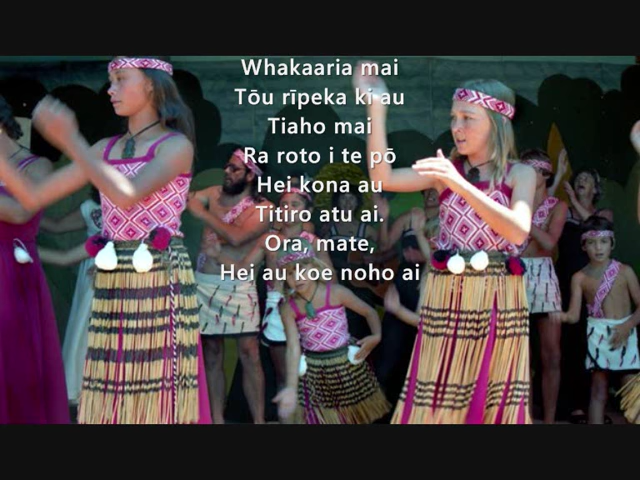 Whakaaria mai
Tōu rīpeka ki au
Tiaho mai
Ra roto i te pō
Hei kona au
Titiro atu ai.
Ora, mate,
Hei au koe noho ai